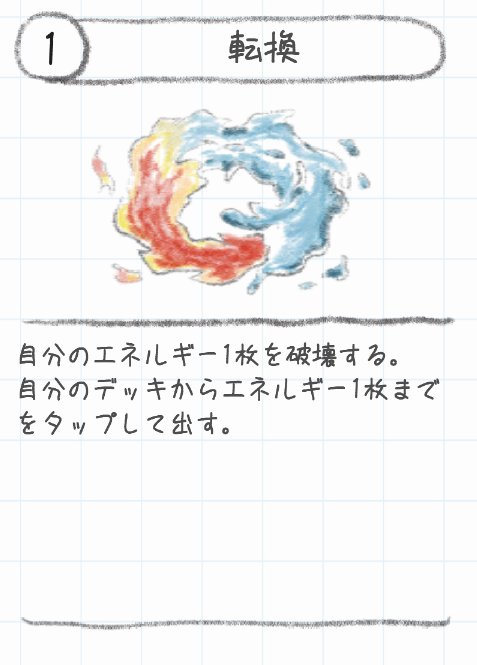 1
転換
自分のエネルギー1枚を破壊する。
自分のデッキからエネルギー1枚まで
をタップして出す。